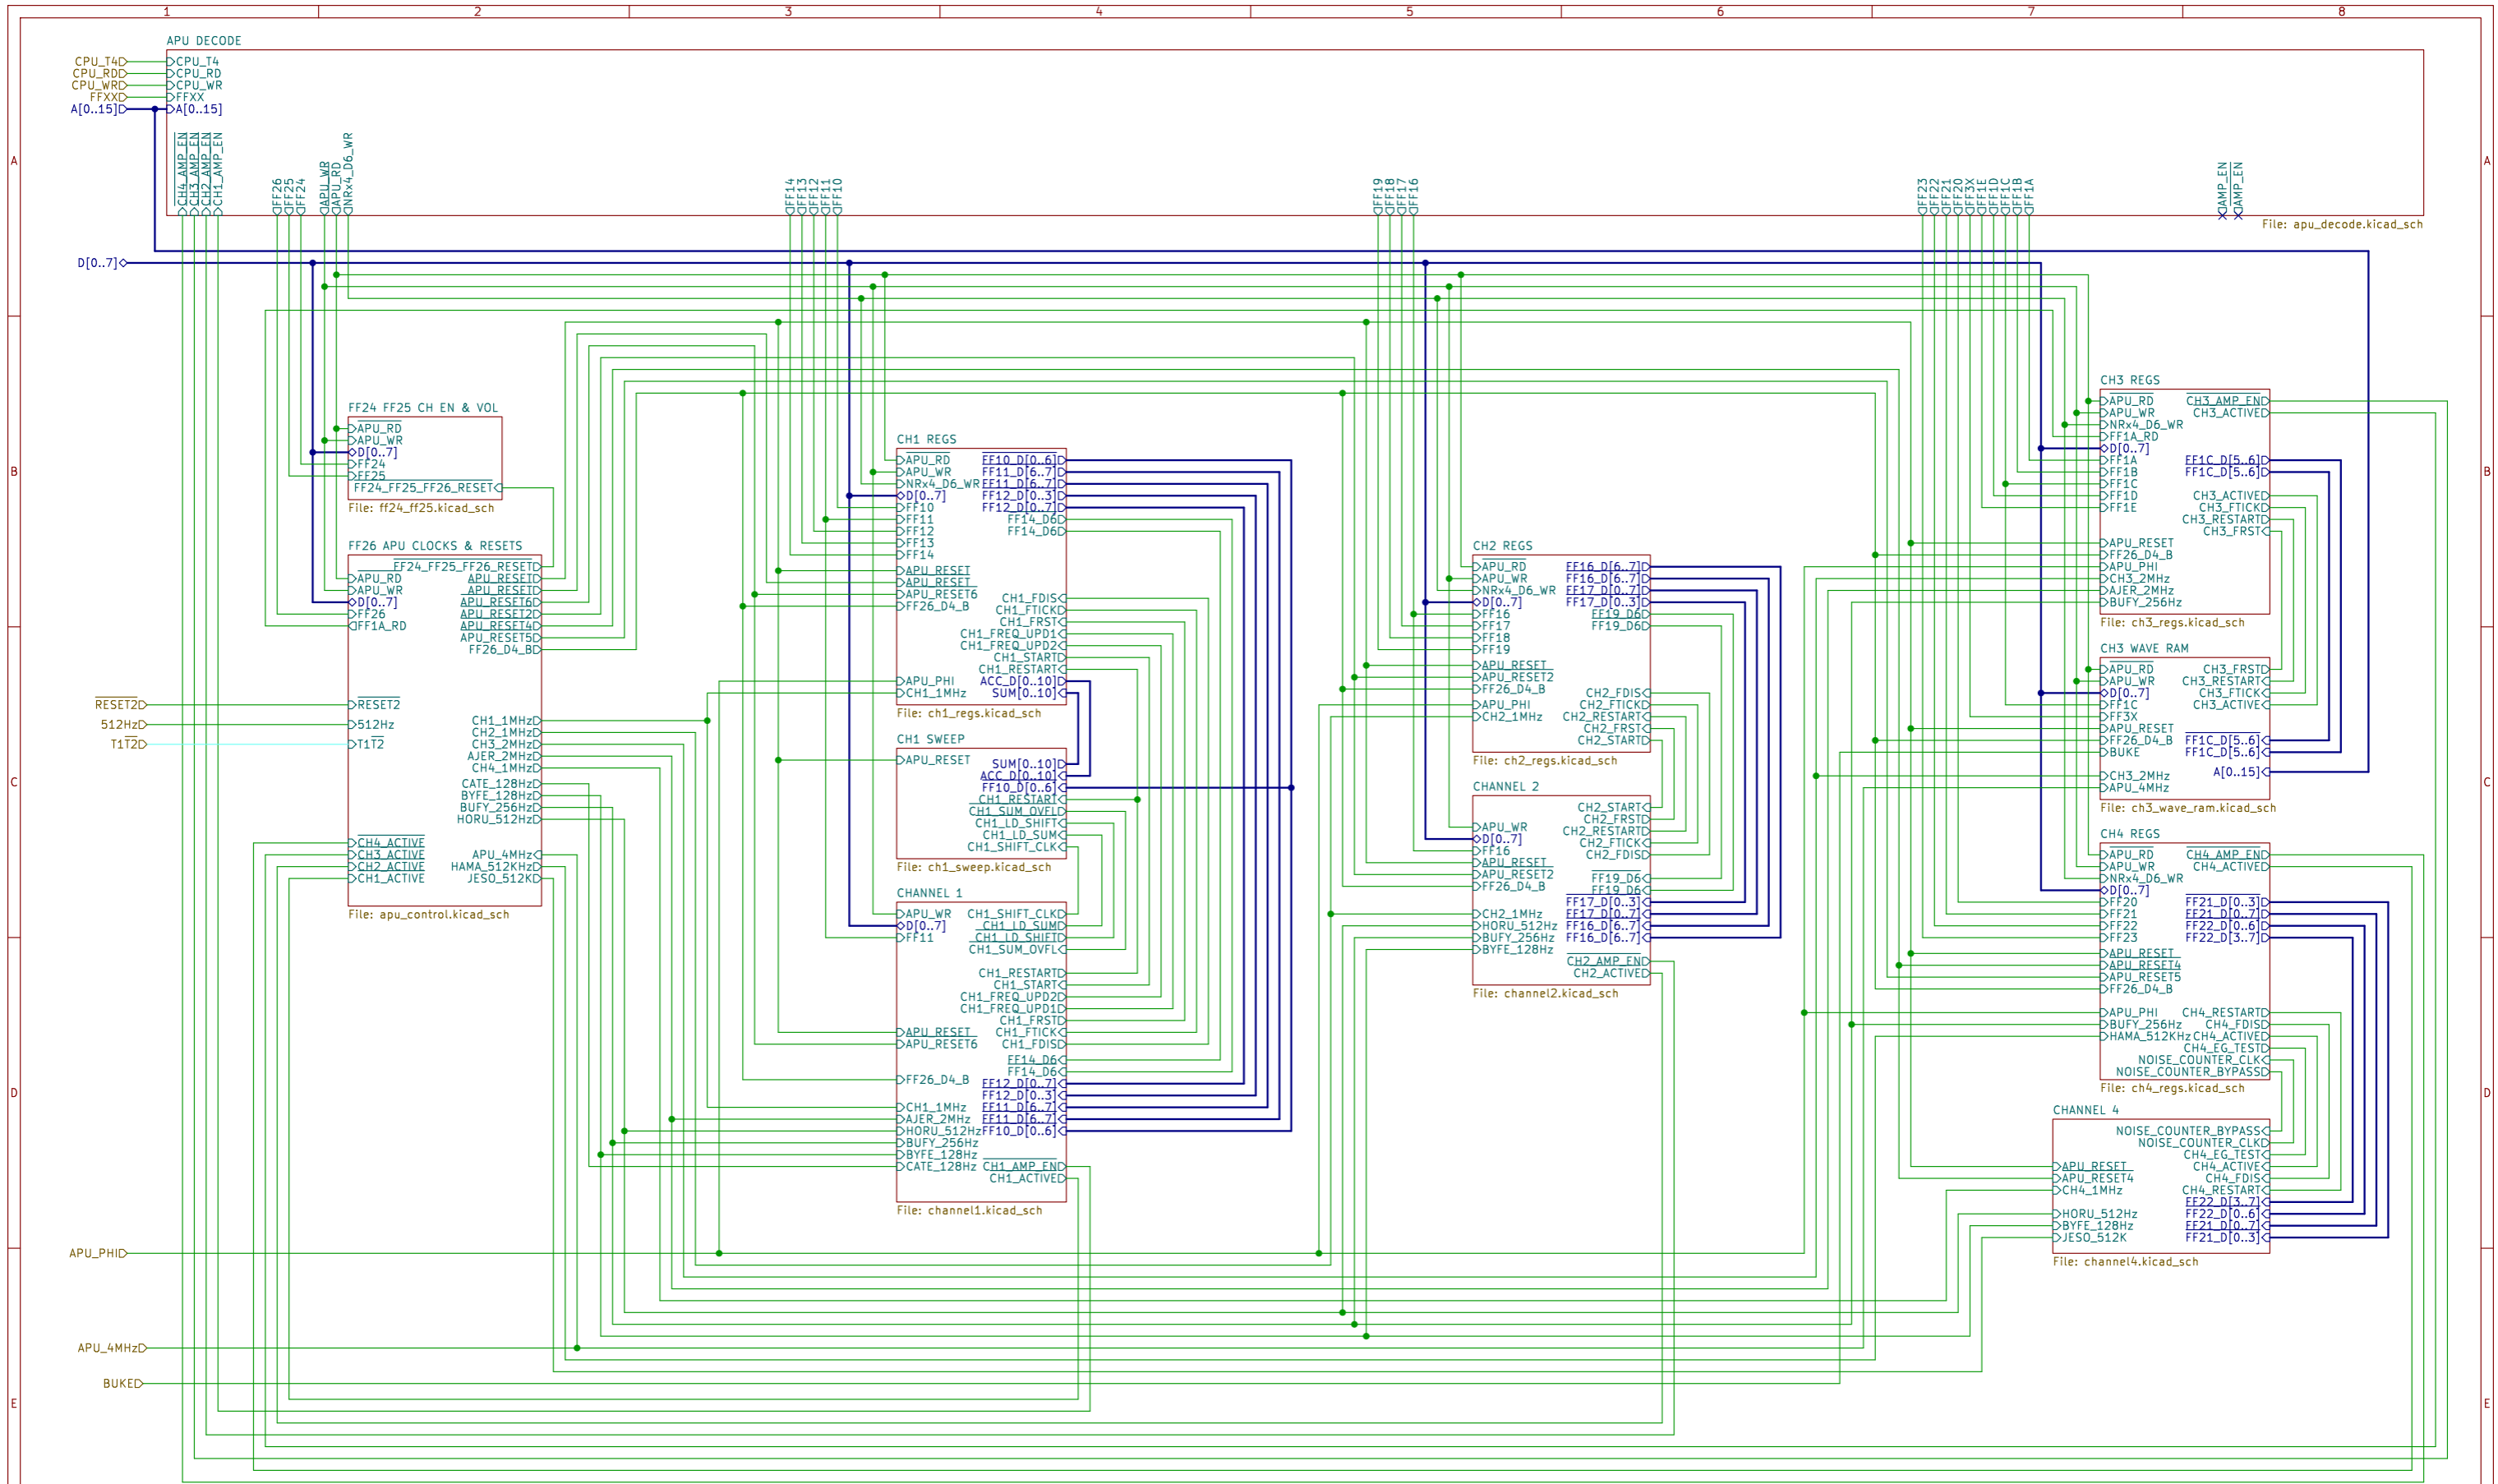 1 2 3 4 5 6 7 8
APU DECODE
CPU_T4 CPU_T4
CPU_RD CPU_RD
CPU_WR CPU_WR
FFXX FFXX
A[0..15] A[0..15]
CH4_AMP_EN
CH3_AMP_EN
CH2_AMP_EN
CH1_AMP_EN
FF26
FF25
FF24
APU_WR
APU_RD
NRx4_D6_WR
FF14
FF13
FF12
FF11
FF10
FF19
FF18
FF17
FF16
FF23
FF22
FF21
FF20
FF3X
FF1E
FF1D
FF1C
FF1B
FF1A
AMP_EN
AMP_EN
File: apu_decode.kicad_sch
A A
D[0..7]
FF24 FF25 CH EN & VOL
APU_RD
APU_WR
D[0..7]
FF24
FF25
FF24_FF25_FF26_RESET
File: ff24_ff25.kicad_sch
B B
FF26 APU CLOCKS & RESETS
FF24_FF25_FF26_RESET
APU_RD APU_RESET
APU_WR APU_RESET
D[0..7] APU_RESET6
FF26 APU_RESET2
FF1A_RD APU_RESET4
APU_RESET5
FF26_D4_B
RESET2 RESET2
512Hz 512Hz
T1T2 T1T2
CH1_1MHz
CH2_1MHz
CH3_2MHz
AJER_2MHz
CH4_1MHz
CATE_128Hz
BYFE_128Hz
BUFY_256Hz
HORU_512Hz
CH4_ACTIVE
CH3_ACTIVE APU_4MHz
CH2_ACTIVE HAMA_512KHz
CH1_ACTIVE JESO_512K
File: apu_control.kicad_sch
C C
CH1 REGS
APU_RD FF10_D[0..6]
APU_WR FF11_D[6..7]
NRx4_D6_WR FF11_D[6..7]
D[0..7] FF12_D[0..3]
FF10 FF12_D[0..7]
FF11 FF14_D6
FF12 FF14_D6
FF13
FF14
APU_RESET
APU_RESET
APU_RESET6 CH1_FDIS
FF26_D4_B CH1_FTICK
CH1_FRST
CH1_FREQ_UPD1
CH1_FREQ_UPD2
CH1_START
CH1_RESTART
APU_PHI ACC_D[0..10]
CH1_1MHz SUM[0..10]
File: ch1_regs.kicad_sch
CH1 SWEEP
APU_RESET SUM[0..10]
ACC_D[0..10]
FF10_D[0..6]
CH1_RESTART
CH1_SUM_OVFL
CH1_LD_SHIFT
CH1_LD_SUM
CH1_SHIFT_CLK
File: ch1_sweep.kicad_sch
CHANNEL 1
APU_WR CH1_SHIFT_CLK
D[0..7] CH1_LD_SUM
FF11 CH1_LD_SHIFT
CH1_SUM_OVFL
CH1_RESTART
CH1_START
CH1_FREQ_UPD2
CH1_FREQ_UPD1
CH1_FRST
APU_RESET CH1_FTICK
APU_RESET6 CH1_FDIS
FF14_D6
FF14_D6
FF26_D4_B FF12_D[0..7]
FF12_D[0..3]
CH1_1MHz FF11_D[6..7]
AJER_2MHz FF11_D[6..7]
HORU_512Hz FF10_D[0..6]
BUFY_256Hz
BYFE_128Hz
CATE_128Hz CH1_AMP_EN
CH1_ACTIVE
File: channel1.kicad_sch
CH2 REGS
APU_RD FF16_D[6..7]
APU_WR FF16_D[6..7]
NRx4_D6_WR FF17_D[0..7]
D[0..7] FF17_D[0..3]
FF16 FF19_D6
FF17 FF19_D6
FF18
FF19
APU_RESET
APU_RESET2
FF26_D4_B CH2_FDIS
APU_PHI CH2_FTICK
CH2_1MHz CH2_RESTART
CH2_FRST
CH2_START
File: ch2_regs.kicad_sch
CHANNEL 2
CH2_START
CH2_FRST
APU_WR CH2_RESTART
D[0..7] CH2_FTICK
FF16 CH2_FDIS
APU_RESET
APU_RESET2 FF19_D6
FF26_D4_B FF19_D6
FF17_D[0..3]
CH2_1MHz FF17_D[0..7]
HORU_512Hz FF16_D[6..7]
BUFY_256Hz FF16_D[6..7]
BYFE_128Hz
CH2_AMP_EN
CH2_ACTIVE
File: channel2.kicad_sch
CH3 REGS
APU_RD CH3_AMP_EN
APU_WR CH3_ACTIVE
NRx4_D6_WR
FF1A_RD
D[0..7]
FF1A FF1C_D[5..6]
FF1B FF1C_D[5..6]
FF1C
FF1D CH3_ACTIVE
FF1E CH3_FTICK
CH3_RESTART
CH3_FRST
APU_RESET
FF26_D4_B
APU_PHI
CH3_2MHz
AJER_2MHz
BUFY_256Hz
File: ch3_regs.kicad_sch
CH3 WAVE RAM
APU_RD CH3_FRST
APU_WR CH3_RESTART
D[0..7] CH3_FTICK
FF1C CH3_ACTIVE
FF3X
APU_RESET
FF26_D4_B FF1C_D[5..6]
BUKE FF1C_D[5..6]
A[0..15]
CH3_2MHz
APU_4MHz
File: ch3_wave_ram.kicad_sch
CH4 REGS
APU_RD CH4_AMP_EN
APU_WR CH4_ACTIVE
NRx4_D6_WR
D[0..7]
FF20 FF21_D[0..3]
FF21 FF21_D[0..7]
FF22 FF22_D[0..6]
FF23 FF22_D[3..7]
APU_RESET
APU_RESET4
APU_RESET5
FF26_D4_B
APU_PHI CH4_RESTART
BUFY_256Hz CH4_FDIS
HAMA_512KHz CH4_ACTIVE
CH4_EG_TEST
NOISE_COUNTER_CLK
NOISE_COUNTER_BYPASS
File: ch4_regs.kicad_sch
D D
CHANNEL 4
NOISE_COUNTER_BYPASS
NOISE_COUNTER_CLK
CH4_EG_TEST
APU_RESET CH4_ACTIVE
APU_RESET4 CH4_FDIS
CH4_1MHz CH4_RESTART
FF22_D[3..7]
HORU_512Hz FF22_D[0..6]
BYFE_128Hz FF21_D[0..7]
JESO_512K FF21_D[0..3]
File: channel4.kicad_sch
APU_PHI
APU_4MHz
BUKE
E E